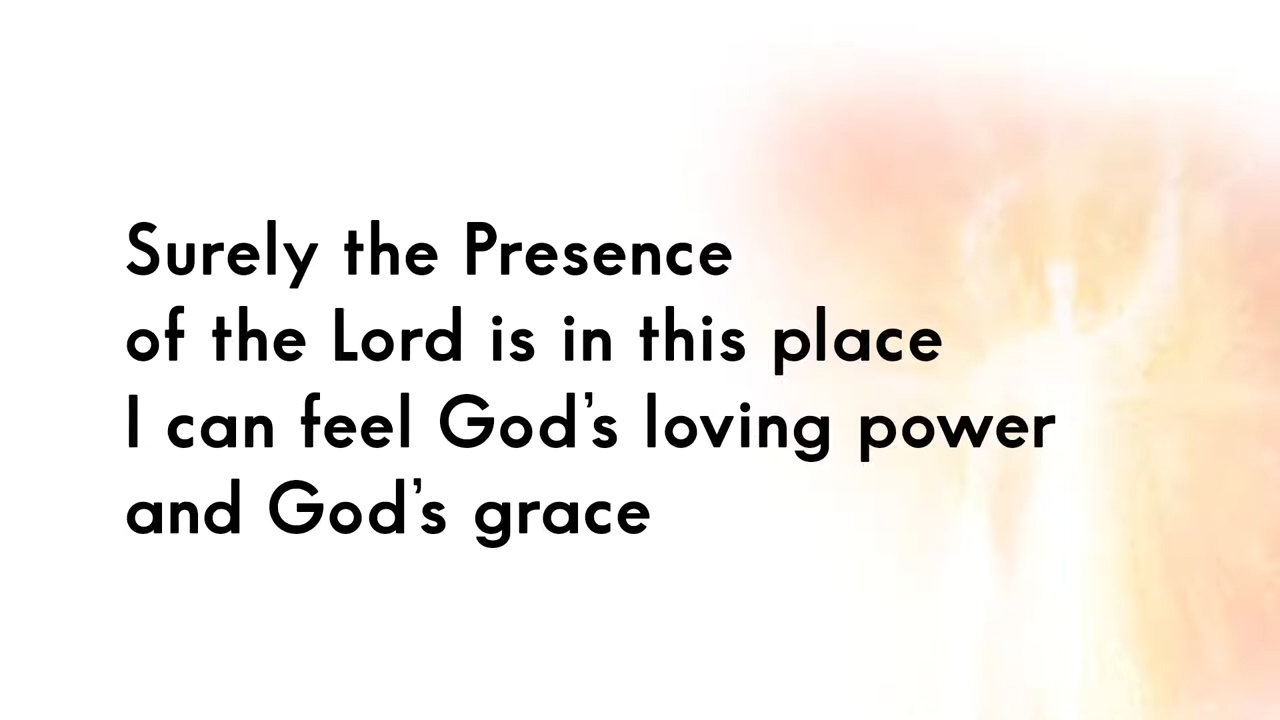 Surely the Presence
of the Lord is in this place
I can feel God’s loving power
and God’s grace